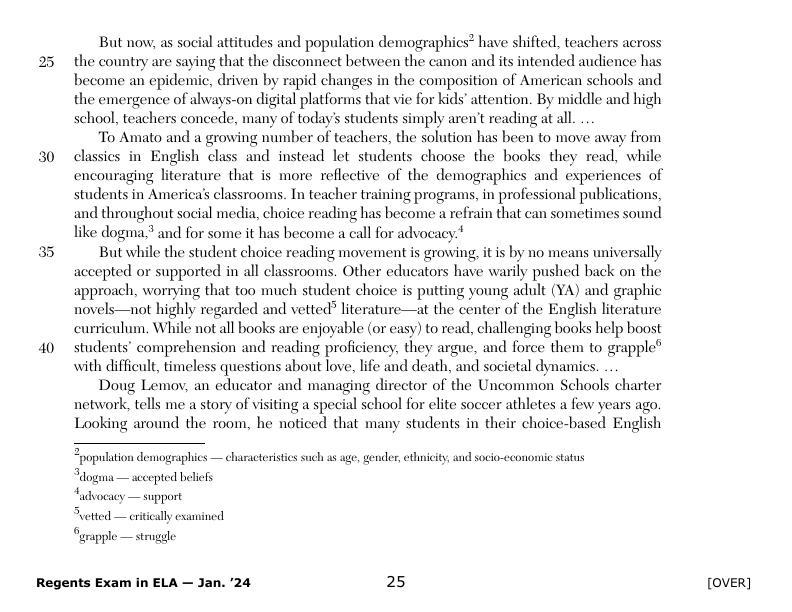 But now, as social attitudes and population demographics² have shifted, teachers across
25 the country are saying that the disconnect between the canon and its intended audience has
become an epidemic, driven by rapid changes in the composition of American schools and
the emergence of always-on digital platforms that vie for kids’ attention. By middle and high
school, teachers concede, many of today’s students simply aren’t reading at all. …
To Amato and a growing number of teachers, the solution has been to move away from
30 classics in English class and instead let students choose the books they read, while
encouraging literature that is more reflective of the demographics and experiences of
students in America’s classrooms. In teacher training programs, in professional publications,
and throughout social media, choice reading has become a refrain that can sometimes sound
like dogma,³ and for some it has become a call for advocacy.⁴
35 But while the student choice reading movement is growing, it is by no means universally
accepted or supported in all classrooms. Other educators have warily pushed back on the
approach, worrying that too much student choice is putting young adult (YA) and graphic
novels—not highly regarded and vetted⁵ literature—at the center of the English literature
curriculum. While not all books are enjoyable (or easy) to read, challenging books help boost
40 students’ comprehension and reading proficiency, they argue, and force them to grapple⁶
with difficult, timeless questions about love, life and death, and societal dynamics. …
Doug Lemov, an educator and managing director of the Uncommon Schools charter
network, tells me a story of visiting a special school for elite soccer athletes a few years ago.
Looking around the room, he noticed that many students in their choice-based English
²population demographics — characteristics such as age, gender, ethnicity, and socio-economic status
³dogma — accepted beliefs
⁴advocacy — support
⁵vetted — critically examined
⁶grapple — struggle
Regents Exam in ELA — Jan. ’24 25 [OVER]